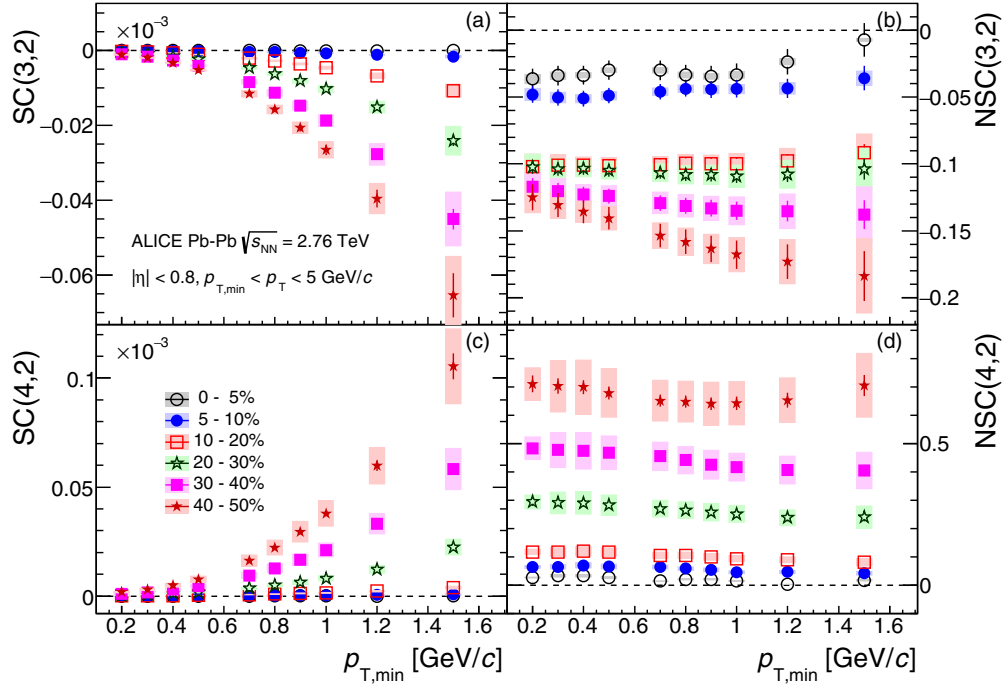 ×10⁻³
(a)
(b)
SC(3,2)
0
−0.02
−0.04
−0.06
ALICE Pb-Pb √s_NN = 2.76 TeV
|η| < 0.8, p_T,min < p_T < 5 GeV/c
0
−0.05
−0.1
−0.15
−0.2
NSC(3,2)
×10⁻³
(c)
(d)
SC(4,2)
0.1
0.05
0
0 - 5%
5 - 10%
10 - 20%
20 - 30%
30 - 40%
40 - 50%
0.5
0
NSC(4,2)
0.2 0.4 0.6 0.8 1 1.2 1.4 1.6
0.2 0.4 0.6 0.8 1 1.2 1.4 1.6
p_T,min [GeV/c]
p_T,min [GeV/c]